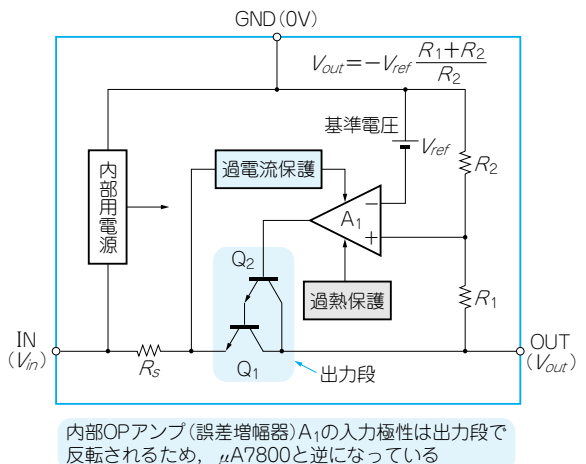 GND(0V)
Vout=−Vref R1+R2
R2
基準電圧
Vref
R2
過電流保護
内部用電源
A1
−
+
Q2
過熱保護
R1
IN
(Vin)
Rs
Q1
出力段
OUT
(Vout)
内部OPアンプ(誤差増幅器)A1の入力極性は出力段で
反転されるため，μA7800と逆になっている